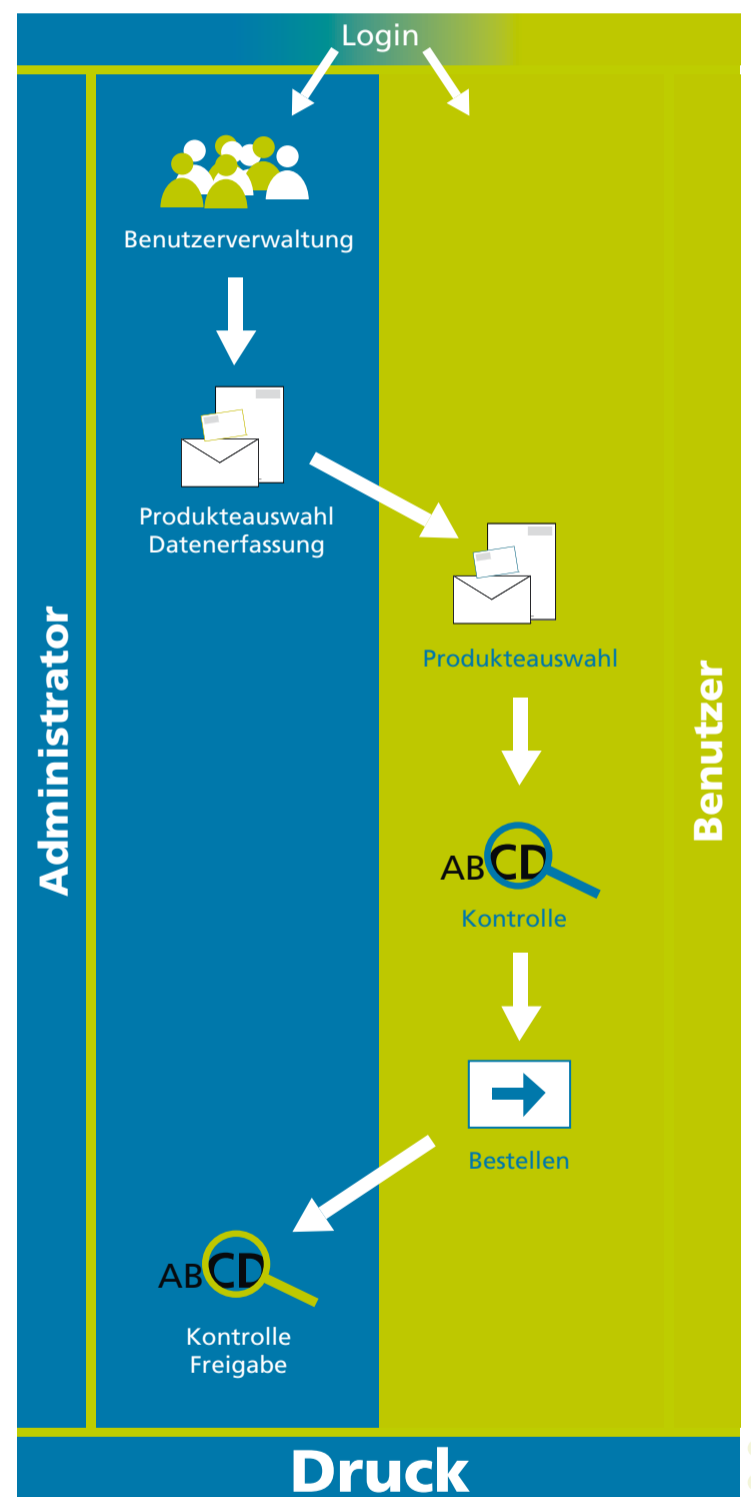 Login
Benutzerverwaltung
Produkteauswahl
Datenerfassung
Produkteauswahl
Administrator
Benutzer
ABCD
Kontrolle
Bestellen
ABCD
Kontrolle
Freigabe
Druck